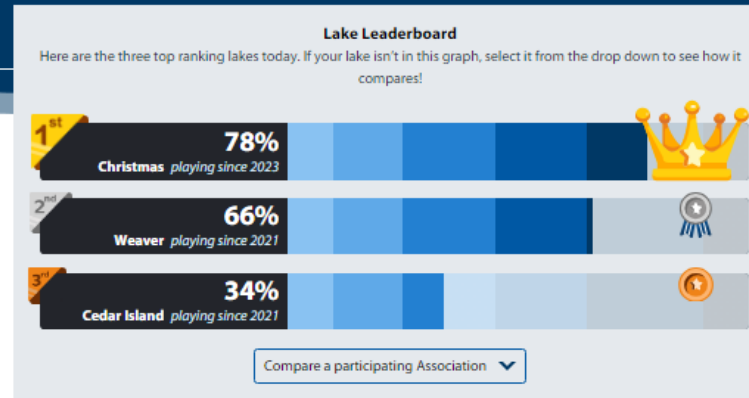 Lake Leaderboard
Here are the three top ranking lakes today. If your lake isn't in this graph, select it from the drop down to see how it
compares!
1st
78%
Christmas playing since 2023
2nd
66%
Weaver playing since 2021
3rd
34%
Cedar Island playing since 2021
Compare a participating Association